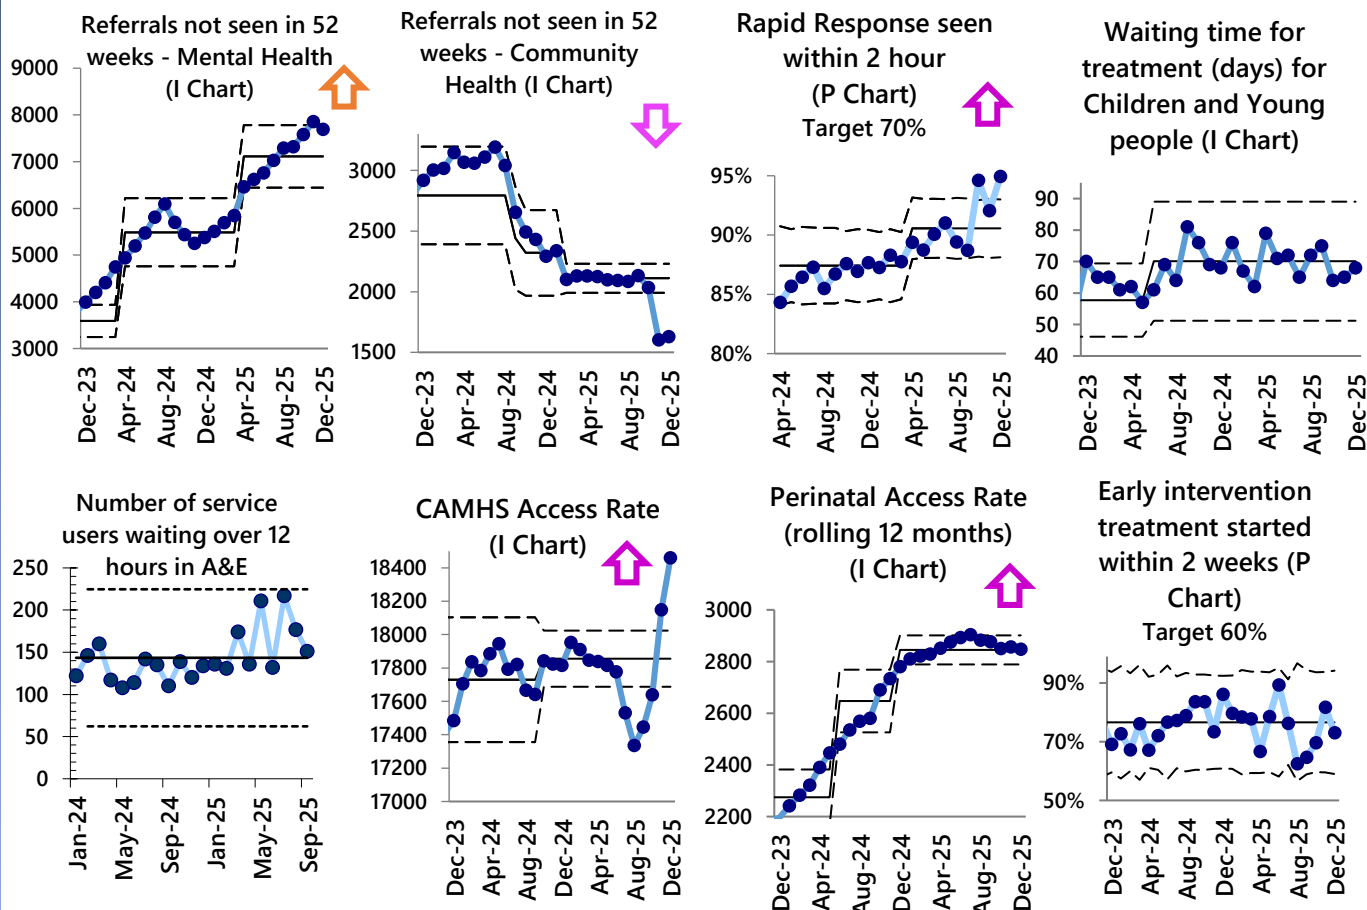 Referrals not seen in 52
weeks - Mental Health
(I Chart)
9000
8000
7000
6000
5000
4000
3000
Dec-23
Apr-24
Aug-24
Dec-24
Apr-25
Aug-25
Dec-25
Referrals not seen in 52
weeks - Community
Health (I Chart)
3000
2500
2000
1500
Dec-23
Apr-24
Aug-24
Dec-24
Apr-25
Aug-25
Dec-25
Rapid Response seen
within 2 hour
(P Chart)
Target 70%
95%
90%
85%
80%
Apr-24
Aug-24
Dec-24
Apr-25
Aug-25
Dec-25
Waiting time for
treatment (days) for
Children and Young
people (I Chart)
90
80
70
60
50
40
Dec-23
Apr-24
Aug-24
Dec-24
Apr-25
Aug-25
Dec-25
Number of service
users waiting over 12
hours in A&E
250
200
150
100
50
0
Jan-24
May-24
Sep-24
Jan-25
May-25
Sep-25
CAMHS Access Rate
(I Chart)
18400
18200
18000
17800
17600
17400
17200
17000
Dec-23
Apr-24
Aug-24
Dec-24
Apr-25
Aug-25
Dec-25
Perinatal Access Rate
(rolling 12 months)
(I Chart)
3000
2800
2600
2400
2200
Dec-23
Apr-24
Aug-24
Dec-24
Apr-25
Aug-25
Dec-25
Early intervention
treatment started
within 2 weeks (P
Chart)
Target 60%
90%
70%
50%
Dec-23
Apr-24
Aug-24
Dec-24
Apr-25
Aug-25
Dec-25